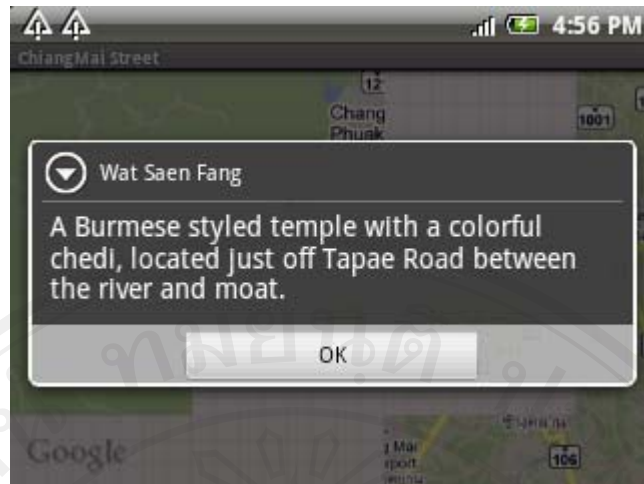 4:56 PM
ChiangMai Street
12
Chang
Phuak
1001
Wat Saen Fang
A Burmese styled temple with a colorful
chedi, located just off Tapae Road between
the river and moat.
OK
Google
106